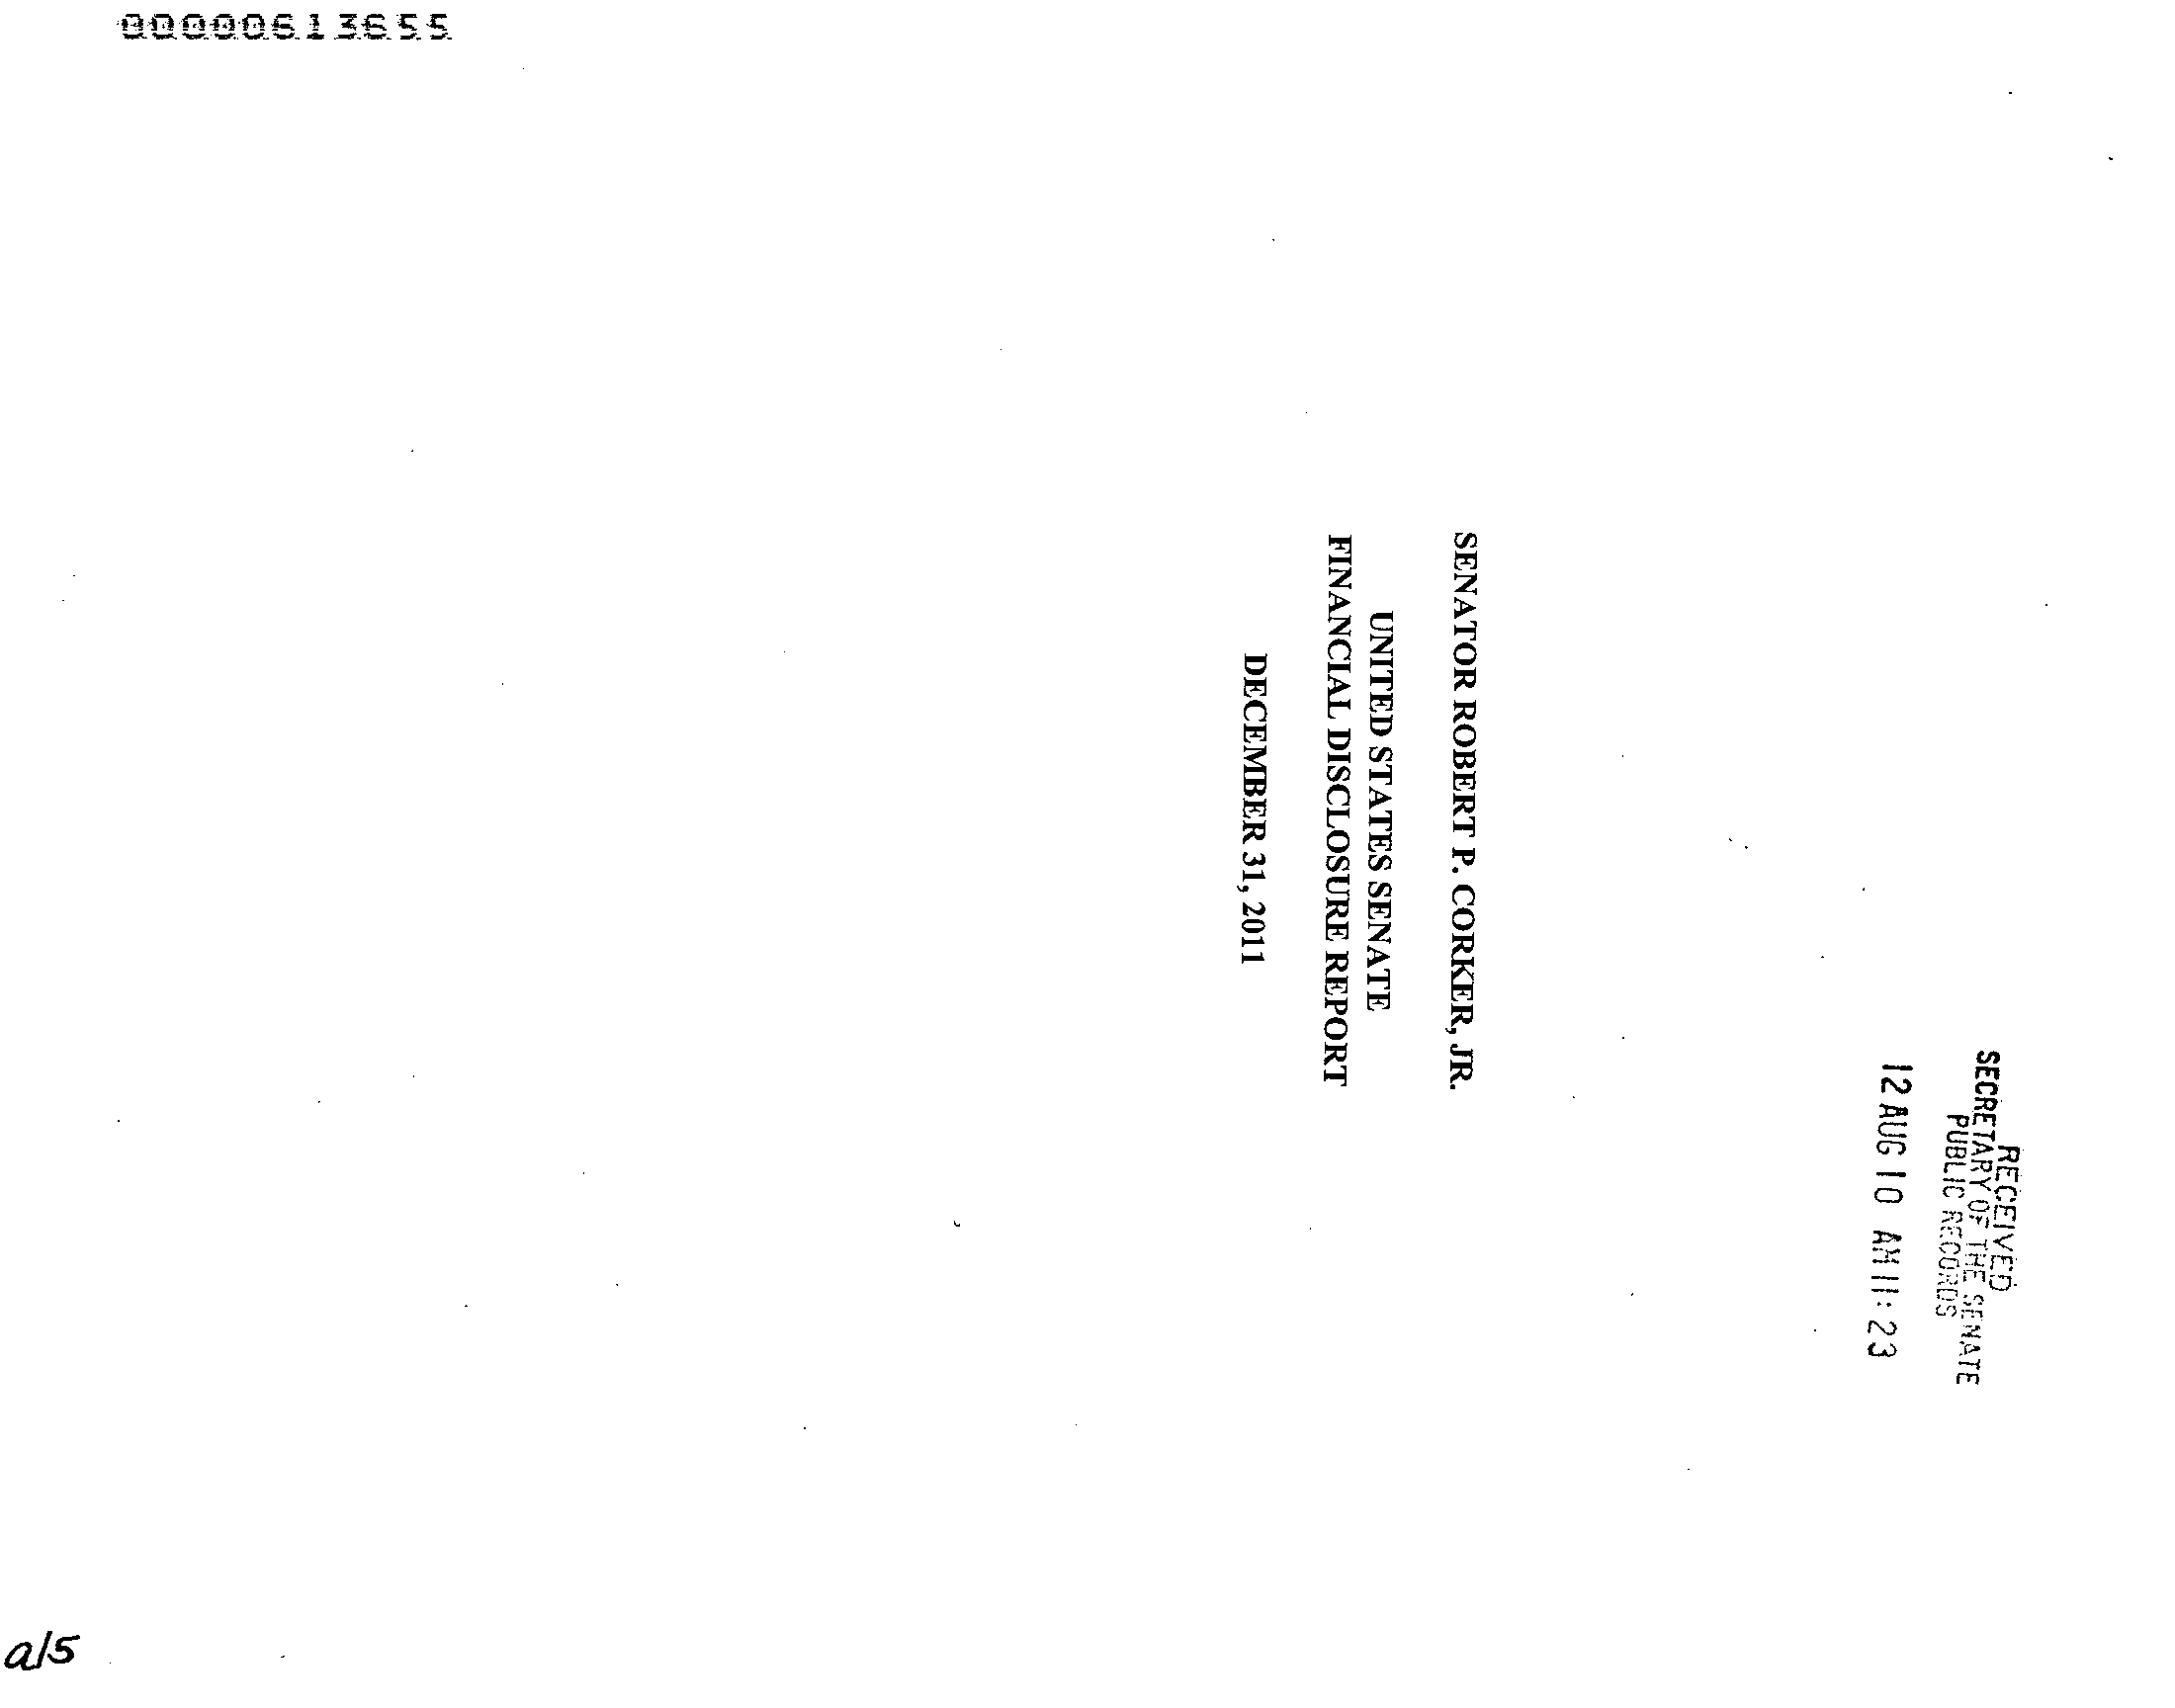 00000613655
RECEIVED
SECRETARY OF THE SENATE
PUBLIC RECORDS
12 AUG 10 AM 11:23
SENATOR ROBERT P. CORKER, JR.
UNITED STATES SENATE
FINANCIAL DISCLOSURE REPORT
DECEMBER 31, 2011
a/5